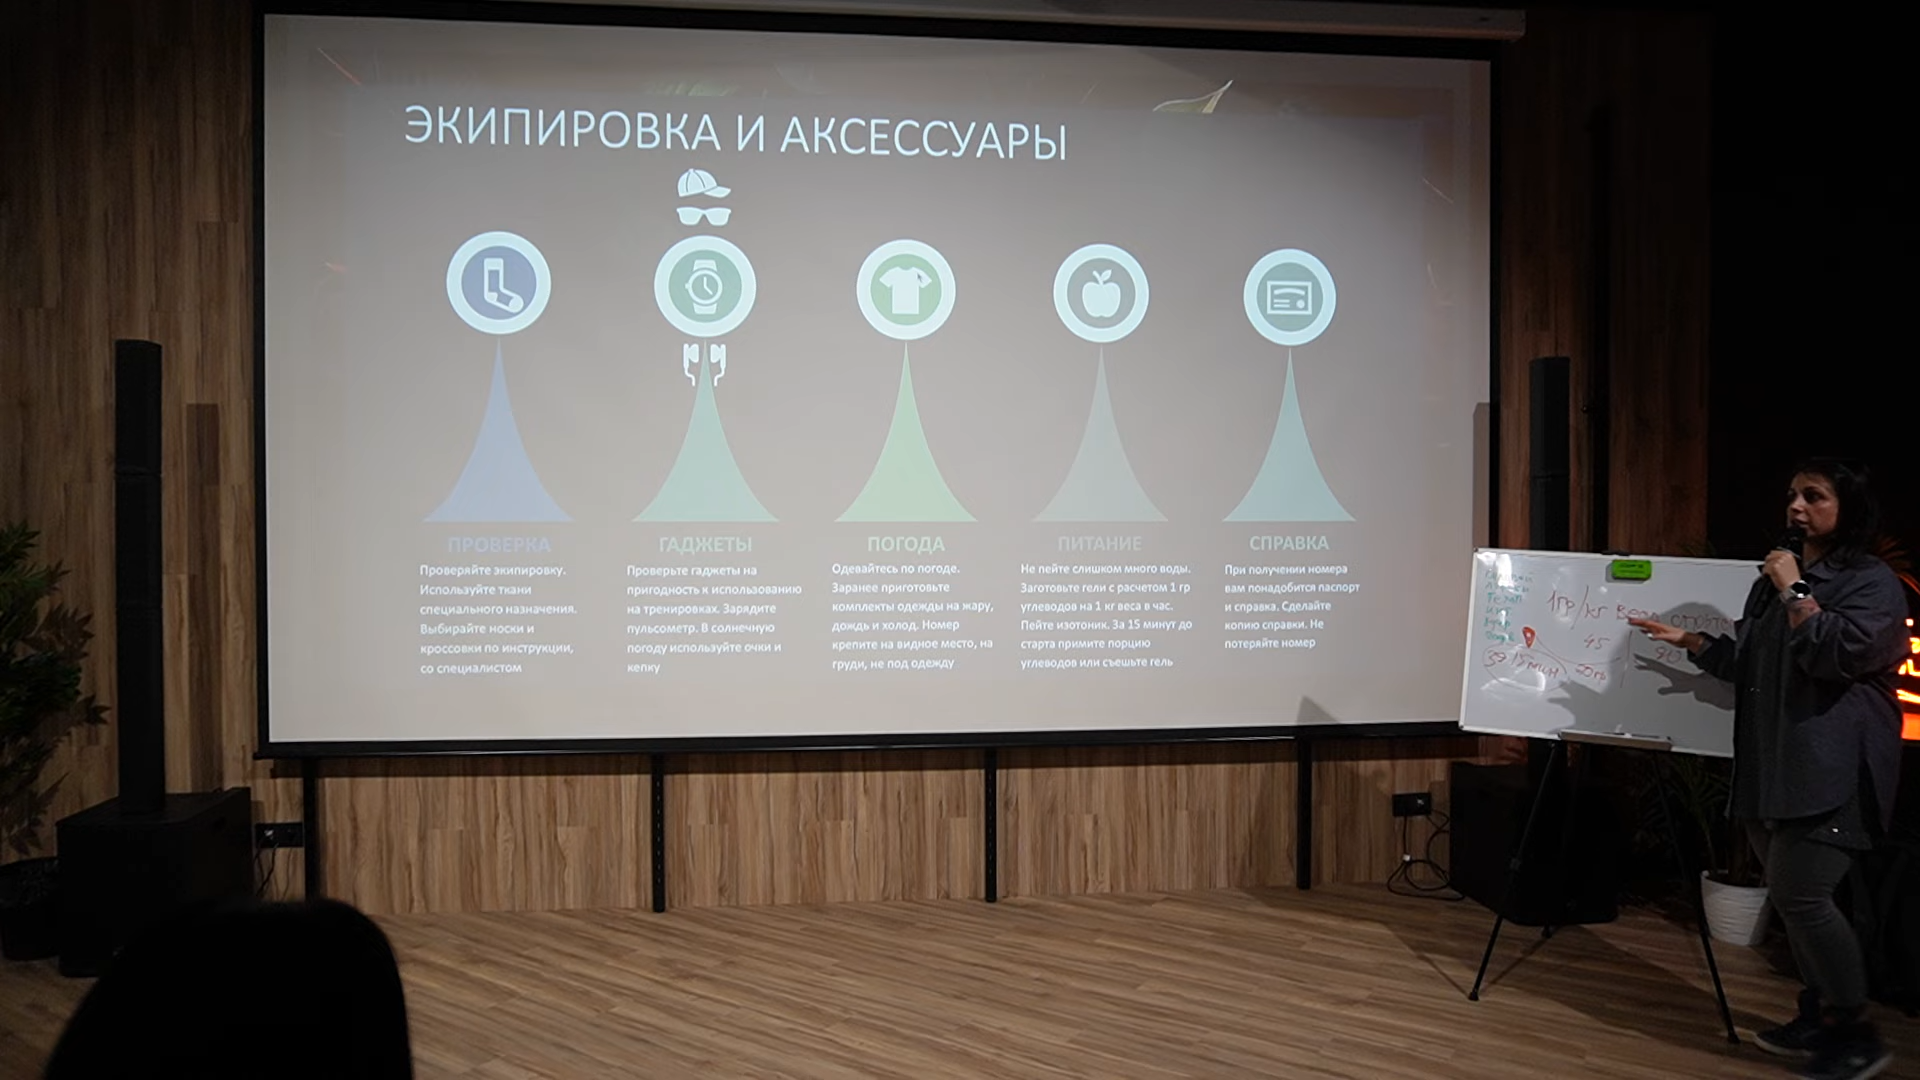 ЭКИПИРОВКА И АКСЕССУАРЫ
ПРОВЕРКА
Проверяйте экипировку.
Используйте ткани
специального назначения.
Выбирайте носки и
кроссовки по инструкции,
со специалистом
ГАДЖЕТЫ
Проверьте гаджеты на
пригодность к использованию
на тренировках. Зарядите
пульсометр. В солнечную
погоду используйте очки и
кепку
ПОГОДА
Одевайтесь по погоде.
Заранее приготовьте
комплекты одежды на жару,
дождь и холод. Номер
крепите на видное место, на
груди, не под одежду
ПИТАНИЕ
Не пейте слишком много воды.
Заготовьте гели с расчетом 1 гр
углеводов на 1 кг веса в час.
Пейте изотоник. За 15 минут до
старта примите порцию
углеводов или съешьте гель
СПРАВКА
При получении номера
вам понадобится паспорт
и справка. Сделайте
копию справки. Не
потеряйте номер
темп
1гр/кг
45
90
15 мин
20 гр